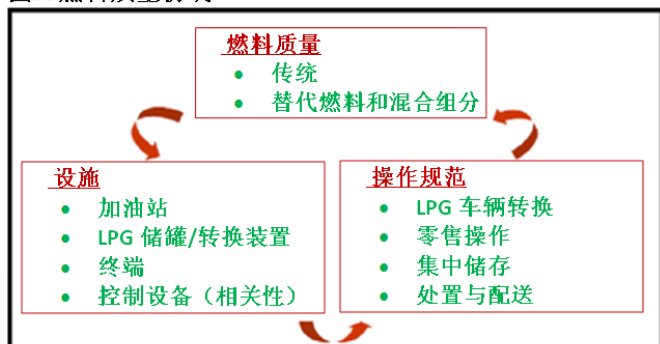 燃料质量
• 传统
• 替代燃料和混合组分
设施
• 加油站
• LPG 储罐/转换装置
• 终端
• 控制设备（相关性）
操作规范
• LPG 车辆转换
• 零售操作
• 集中储存
• 处置与配送